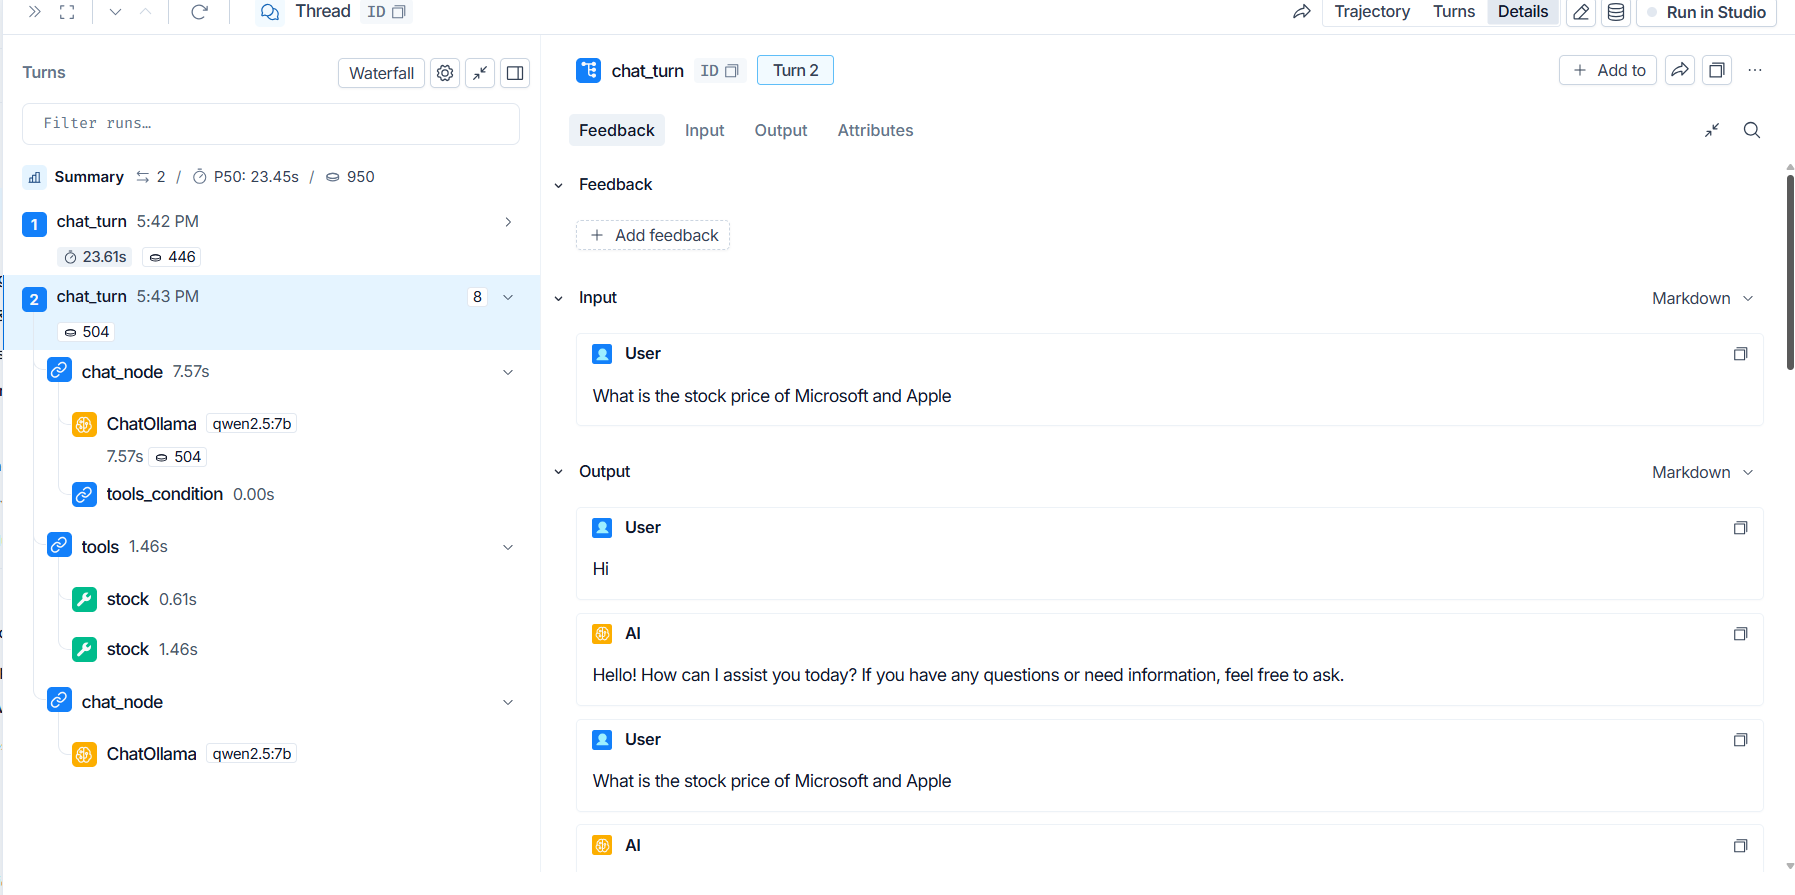 Thread ID
Trajectory Turns Details Run in Studio
Turns Waterfall
Filter runs…
Summary 2 / P50: 23.45s / 950
1 chat_turn 5:42 PM
23.61s 446
2 chat_turn 5:43 PM 8
504
chat_node 7.57s
ChatOllama qwen2.5:7b
7.57s 504
tools_condition 0.00s
tools 1.46s
stock 0.61s
stock 1.46s
chat_node
ChatOllama qwen2.5:7b
chat_turn ID Turn 2 + Add to ...
Feedback Input Output Attributes
Feedback
+ Add feedback
Input Markdown
User
What is the stock price of Microsoft and Apple
Output Markdown
User
Hi
AI
Hello! How can I assist you today? If you have any questions or need information, feel free to ask.
User
What is the stock price of Microsoft and Apple
AI